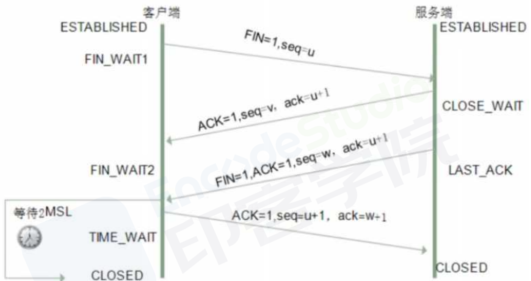 客户端
服务端
ESTABLISHED
ESTABLISHED
FIN=1,seq=u
FIN_WAIT1
ACK=1,seq=v，ack=u+1
CLOSE_WAIT
FIN=1,ACK=1,seq=w，ack=u+1
FIN_WAIT2
LAST_ACK
等待2MSL
ACK=1,seq=u+1，ack=w+1
TIME_WAIT
CLOSED
CLOSED
EncodeStudio
印客学院